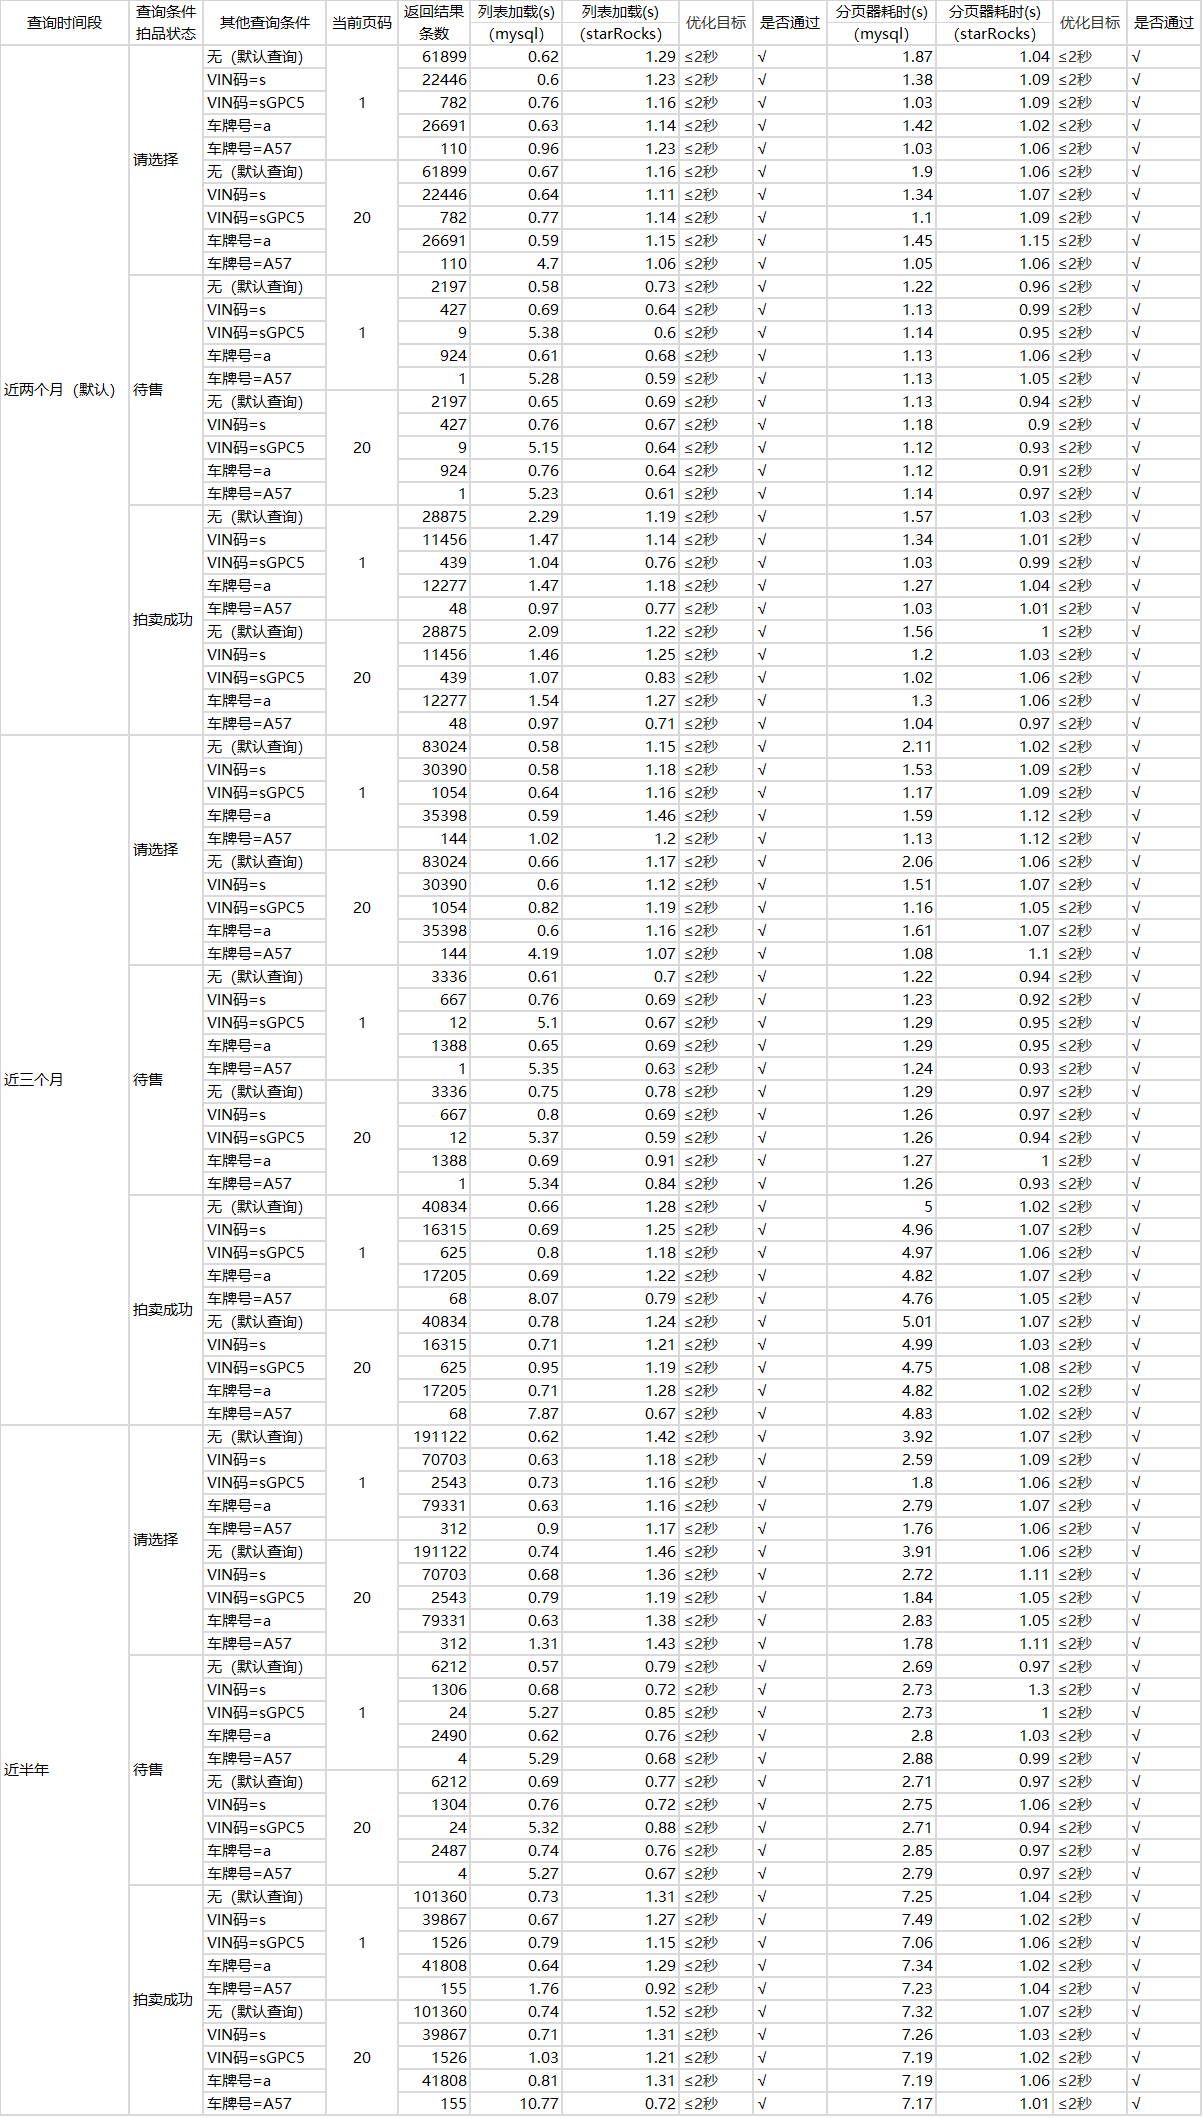 查询时间段 查询条件 拍品状态 其他查询条件 当前页码 返回结果 条数 列表加载(s) (mysql) 列表加载(s) (starRocks) 优化目标 是否通过 分页器耗时(s) (mysql) 分页器耗时(s) (starRocks) 优化目标 是否通过
近两个月（默认） 请选择 无（默认查询） 1 61899 0.62 1.29 ≤2秒 √ 1.87 1.04 ≤2秒 √
VIN码=s 22446 0.6 1.23 ≤2秒 √ 1.38 1.09 ≤2秒 √
VIN码=sGPC5 782 0.76 1.16 ≤2秒 √ 1.03 1.09 ≤2秒 √
车牌号=a 26691 0.63 1.14 ≤2秒 √ 1.42 1.02 ≤2秒 √
车牌号=A57 110 0.96 1.23 ≤2秒 √ 1.03 1.06 ≤2秒 √
无（默认查询） 20 61899 0.67 1.16 ≤2秒 √ 1.9 1.06 ≤2秒 √
VIN码=s 22446 0.64 1.11 ≤2秒 √ 1.34 1.07 ≤2秒 √
VIN码=sGPC5 782 0.77 1.14 ≤2秒 √ 1.1 1.09 ≤2秒 √
车牌号=a 26691 0.59 1.15 ≤2秒 √ 1.45 1.15 ≤2秒 √
车牌号=A57 110 4.7 1.06 ≤2秒 √ 1.05 1.06 ≤2秒 √
待售 无（默认查询） 1 2197 0.58 0.73 ≤2秒 √ 1.22 0.96 ≤2秒 √
VIN码=s 427 0.69 0.64 ≤2秒 √ 1.13 0.99 ≤2秒 √
VIN码=sGPC5 9 5.38 0.6 ≤2秒 √ 1.14 0.95 ≤2秒 √
车牌号=a 924 0.61 0.68 ≤2秒 √ 1.13 1.06 ≤2秒 √
车牌号=A57 1 5.28 0.59 ≤2秒 √ 1.13 1.05 ≤2秒 √
无（默认查询） 20 2197 0.65 0.69 ≤2秒 √ 1.13 0.94 ≤2秒 √
VIN码=s 427 0.76 0.67 ≤2秒 √ 1.18 0.9 ≤2秒 √
VIN码=sGPC5 9 5.15 0.64 ≤2秒 √ 1.12 0.93 ≤2秒 √
车牌号=a 924 0.76 0.64 ≤2秒 √ 1.12 0.91 ≤2秒 √
车牌号=A57 1 5.23 0.61 ≤2秒 √ 1.14 0.97 ≤2秒 √
拍卖成功 无（默认查询） 1 28875 2.29 1.19 ≤2秒 √ 1.57 1.03 ≤2秒 √
VIN码=s 11456 1.47 1.14 ≤2秒 √ 1.34 1.01 ≤2秒 √
VIN码=sGPC5 439 1.04 0.76 ≤2秒 √ 1.03 0.99 ≤2秒 √
车牌号=a 12277 1.47 1.18 ≤2秒 √ 1.27 1.04 ≤2秒 √
车牌号=A57 48 0.97 0.77 ≤2秒 √ 1.03 1.01 ≤2秒 √
无（默认查询） 20 28875 2.09 1.22 ≤2秒 √ 1.56 1 ≤2秒 √
VIN码=s 11456 1.46 1.25 ≤2秒 √ 1.2 1.03 ≤2秒 √
VIN码=sGPC5 439 1.07 0.83 ≤2秒 √ 1.02 1.06 ≤2秒 √
车牌号=a 12277 1.54 1.27 ≤2秒 √ 1.3 1.06 ≤2秒 √
车牌号=A57 48 0.97 0.71 ≤2秒 √ 1.04 0.97 ≤2秒 √
近三个月 请选择 无（默认查询） 1 83024 0.58 1.15 ≤2秒 √ 2.11 1.02 ≤2秒 √
VIN码=s 30390 0.58 1.18 ≤2秒 √ 1.53 1.09 ≤2秒 √
VIN码=sGPC5 1054 0.64 1.16 ≤2秒 √ 1.17 1.09 ≤2秒 √
车牌号=a 35398 0.59 1.46 ≤2秒 √ 1.59 1.12 ≤2秒 √
车牌号=A57 144 1.02 1.2 ≤2秒 √ 1.13 1.12 ≤2秒 √
无（默认查询） 20 83024 0.66 1.17 ≤2秒 √ 2.06 1.06 ≤2秒 √
VIN码=s 30390 0.6 1.12 ≤2秒 √ 1.51 1.07 ≤2秒 √
VIN码=sGPC5 1054 0.82 1.19 ≤2秒 √ 1.16 1.05 ≤2秒 √
车牌号=a 35398 0.6 1.16 ≤2秒 √ 1.61 1.07 ≤2秒 √
车牌号=A57 144 4.19 1.07 ≤2秒 √ 1.08 1.1 ≤2秒 √
待售 无（默认查询） 1 3336 0.61 0.7 ≤2秒 √ 1.22 0.94 ≤2秒 √
VIN码=s 667 0.76 0.69 ≤2秒 √ 1.23 0.92 ≤2秒 √
VIN码=sGPC5 12 5.1 0.67 ≤2秒 √ 1.29 0.95 ≤2秒 √
车牌号=a 1388 0.65 0.69 ≤2秒 √ 1.29 0.95 ≤2秒 √
车牌号=A57 1 5.35 0.63 ≤2秒 √ 1.24 0.93 ≤2秒 √
无（默认查询） 20 3336 0.75 0.78 ≤2秒 √ 1.29 0.97 ≤2秒 √
VIN码=s 667 0.8 0.69 ≤2秒 √ 1.26 0.97 ≤2秒 √
VIN码=sGPC5 12 5.37 0.59 ≤2秒 √ 1.26 0.94 ≤2秒 √
车牌号=a 1388 0.69 0.91 ≤2秒 √ 1.27 1 ≤2秒 √
车牌号=A57 1 5.34 0.84 ≤2秒 √ 1.26 0.93 ≤2秒 √
拍卖成功 无（默认查询） 1 40834 0.66 1.28 ≤2秒 √ 5 1.02 ≤2秒 √
VIN码=s 16315 0.69 1.25 ≤2秒 √ 4.96 1.07 ≤2秒 √
VIN码=sGPC5 625 0.8 1.18 ≤2秒 √ 4.97 1.06 ≤2秒 √
车牌号=a 17205 0.69 1.22 ≤2秒 √ 4.82 1.07 ≤2秒 √
车牌号=A57 68 8.07 0.79 ≤2秒 √ 4.76 1.05 ≤2秒 √
无（默认查询） 20 40834 0.78 1.24 ≤2秒 √ 5.01 1.07 ≤2秒 √
VIN码=s 16315 0.71 1.21 ≤2秒 √ 4.99 1.03 ≤2秒 √
VIN码=sGPC5 625 0.95 1.19 ≤2秒 √ 4.75 1.08 ≤2秒 √
车牌号=a 17205 0.71 1.28 ≤2秒 √ 4.82 1.02 ≤2秒 √
车牌号=A57 68 7.87 0.67 ≤2秒 √ 4.83 1.02 ≤2秒 √
近半年 请选择 无（默认查询） 1 191122 0.62 1.42 ≤2秒 √ 3.92 1.07 ≤2秒 √
VIN码=s 70703 0.63 1.18 ≤2秒 √ 2.59 1.09 ≤2秒 √
VIN码=sGPC5 2543 0.73 1.16 ≤2秒 √ 1.8 1.06 ≤2秒 √
车牌号=a 79331 0.63 1.16 ≤2秒 √ 2.79 1.07 ≤2秒 √
车牌号=A57 312 0.9 1.17 ≤2秒 √ 1.76 1.06 ≤2秒 √
无（默认查询） 20 191122 0.74 1.46 ≤2秒 √ 3.91 1.06 ≤2秒 √
VIN码=s 70703 0.68 1.36 ≤2秒 √ 2.72 1.11 ≤2秒 √
VIN码=sGPC5 2543 0.79 1.19 ≤2秒 √ 1.84 1.05 ≤2秒 √
车牌号=a 79331 0.63 1.38 ≤2秒 √ 2.83 1.05 ≤2秒 √
车牌号=A57 312 1.31 1.43 ≤2秒 √ 1.78 1.11 ≤2秒 √
待售 无（默认查询） 1 6212 0.57 0.79 ≤2秒 √ 2.69 0.97 ≤2秒 √
VIN码=s 1306 0.68 0.72 ≤2秒 √ 2.73 1.3 ≤2秒 √
VIN码=sGPC5 24 5.27 0.85 ≤2秒 √ 2.73 1 ≤2秒 √
车牌号=a 2490 0.62 0.76 ≤2秒 √ 2.8 1.03 ≤2秒 √
车牌号=A57 4 5.29 0.68 ≤2秒 √ 2.88 0.99 ≤2秒 √
无（默认查询） 20 6212 0.69 0.77 ≤2秒 √ 2.71 0.97 ≤2秒 √
VIN码=s 1304 0.76 0.72 ≤2秒 √ 2.75 1.06 ≤2秒 √
VIN码=sGPC5 24 5.32 0.88 ≤2秒 √ 2.71 0.94 ≤2秒 √
车牌号=a 2487 0.74 0.76 ≤2秒 √ 2.85 0.97 ≤2秒 √
车牌号=A57 4 5.27 0.67 ≤2秒 √ 2.79 0.97 ≤2秒 √
拍卖成功 无（默认查询） 1 101360 0.73 1.31 ≤2秒 √ 7.25 1.04 ≤2秒 √
VIN码=s 39867 0.67 1.27 ≤2秒 √ 7.49 1.02 ≤2秒 √
VIN码=sGPC5 1526 0.79 1.15 ≤2秒 √ 7.06 1.06 ≤2秒 √
车牌号=a 41808 0.64 1.29 ≤2秒 √ 7.34 1.02 ≤2秒 √
车牌号=A57 155 1.76 0.92 ≤2秒 √ 7.23 1.04 ≤2秒 √
无（默认查询） 20 101360 0.74 1.52 ≤2秒 √ 7.32 1.07 ≤2秒 √
VIN码=s 39867 0.71 1.31 ≤2秒 √ 7.26 1.03 ≤2秒 √
VIN码=sGPC5 1526 1.03 1.21 ≤2秒 √ 7.19 1.02 ≤2秒 √
车牌号=a 41808 0.81 1.31 ≤2秒 √ 7.19 1.06 ≤2秒 √
车牌号=A57 155 10.77 0.72 ≤2秒 √ 7.17 1.01 ≤2秒 √